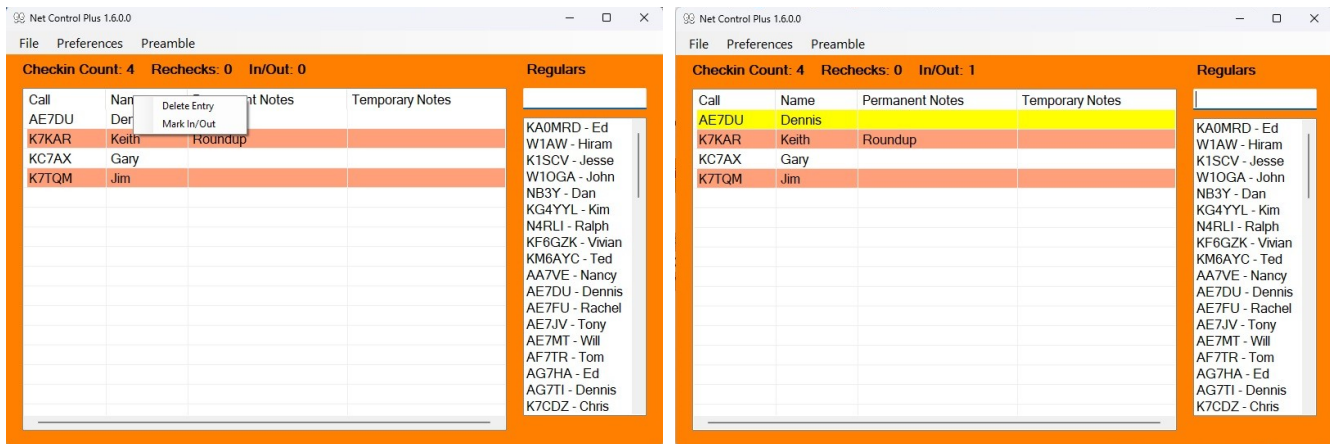 Net Control Plus 1.6.0.0
File Preferences Preamble
Checkin Count: 4 Rechecks: 0 In/Out: 0 Regulars
Call Nam nt Notes Temporary Notes
Delete Entry
Mark In/Out
AE7DU Der
K7KAR Keith Roundup
KC7AX Gary
K7TQM Jim
KA0MRD - Ed
W1AW - Hiram
K1SCV - Jesse
W1OGA - John
NB3Y - Dan
KG4YYL - Kim
N4RLI - Ralph
KF6GZK - Vivian
KM6AYC - Ted
AA7VE - Nancy
AE7DU - Dennis
AE7FU - Rachel
AE7JV - Tony
AE7MT - Will
AF7TR - Tom
AG7HA - Ed
AG7TI - Dennis
K7CDZ - Chris
Net Control Plus 1.6.0.0
File Preferences Preamble
Checkin Count: 4 Rechecks: 0 In/Out: 1 Regulars
Call Name Permanent Notes Temporary Notes
AE7DU Dennis
K7KAR Keith Roundup
KC7AX Gary
K7TQM Jim
KA0MRD - Ed
W1AW - Hiram
K1SCV - Jesse
W1OGA - John
NB3Y - Dan
KG4YYL - Kim
N4RLI - Ralph
KF6GZK - Vivian
KM6AYC - Ted
AA7VE - Nancy
AE7DU - Dennis
AE7FU - Rachel
AE7JV - Tony
AE7MT - Will
AF7TR - Tom
AG7HA - Ed
AG7TI - Dennis
K7CDZ - Chris